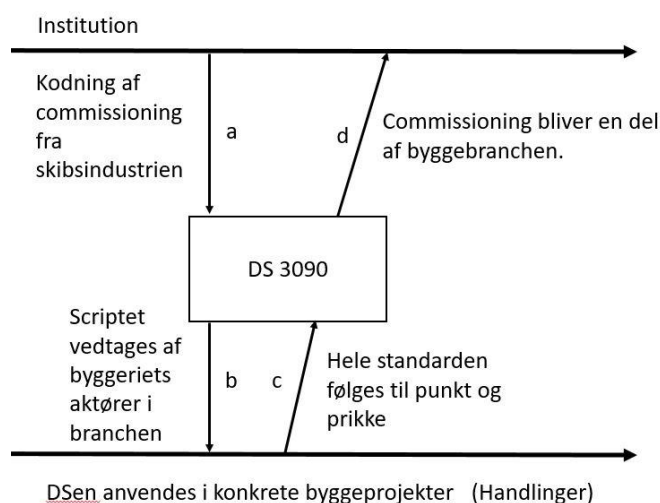 Institution
Kodning af
commissioning
fra
skibsindustrien
a
d
Commissioning bliver en del
af byggebranchen.
DS 3090
Scriptet
vedtages af
byggeriets
aktører i
branchen
b
c
Hele standarden
følges til punkt og
prikke
DSen anvendes i konkrete byggeprojekter (Handlinger)